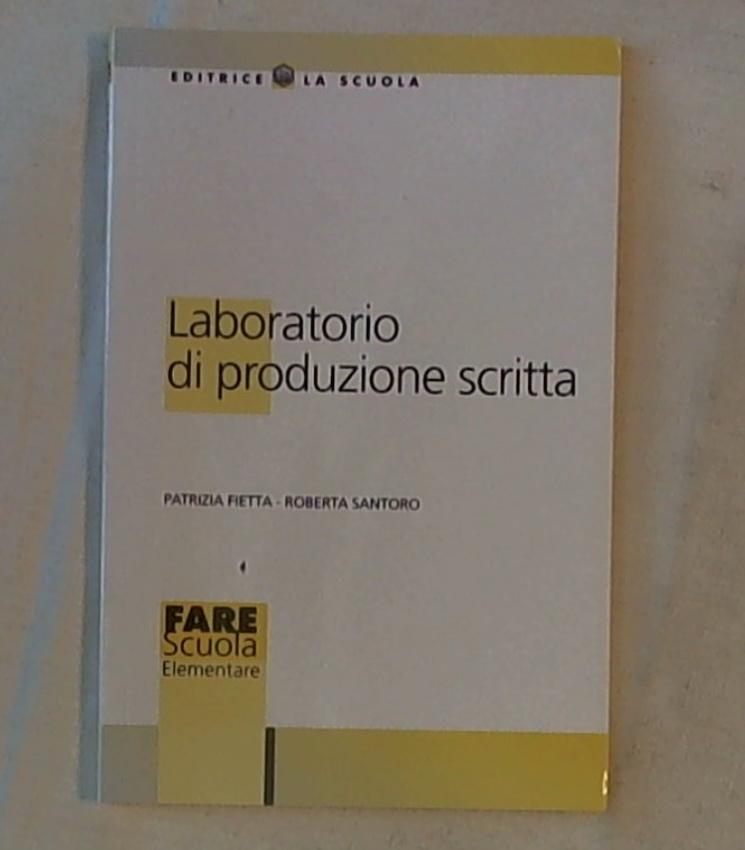 EDITRICE LA SCUOLA
Laboratorio
di produzione scritta
PATRIZIA FIETTA - ROBERTA SANTORO
FARE
Scuola
Elementare